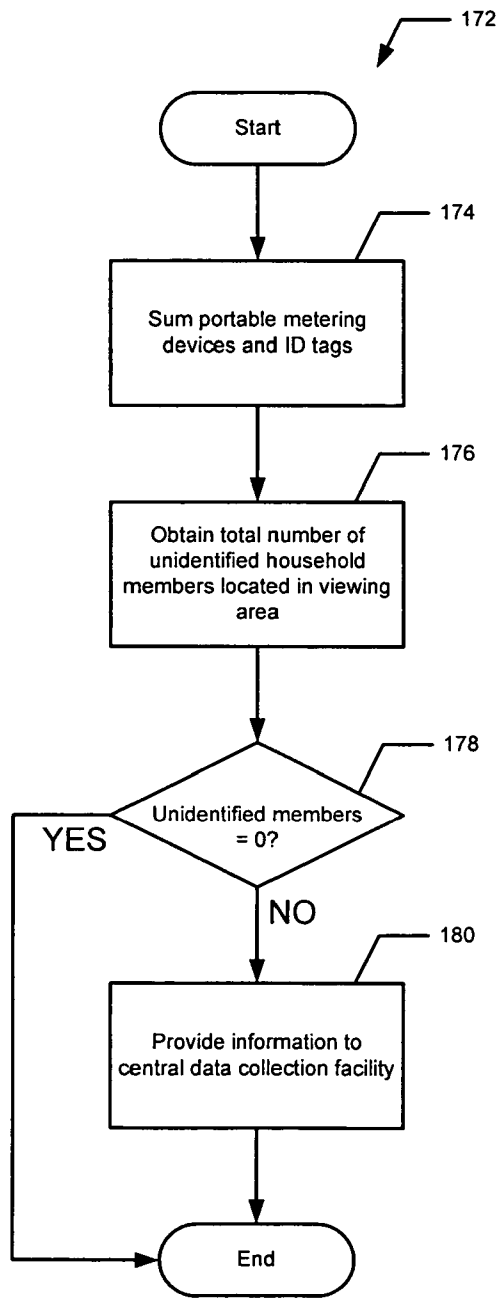 172
Start
174
Sum portable metering
devices and ID tags
176
Obtain total number of
unidentified household
members located in viewing
area
178
Unidentified members
= 0?
YES
NO
180
Provide information to
central data collection facility
End